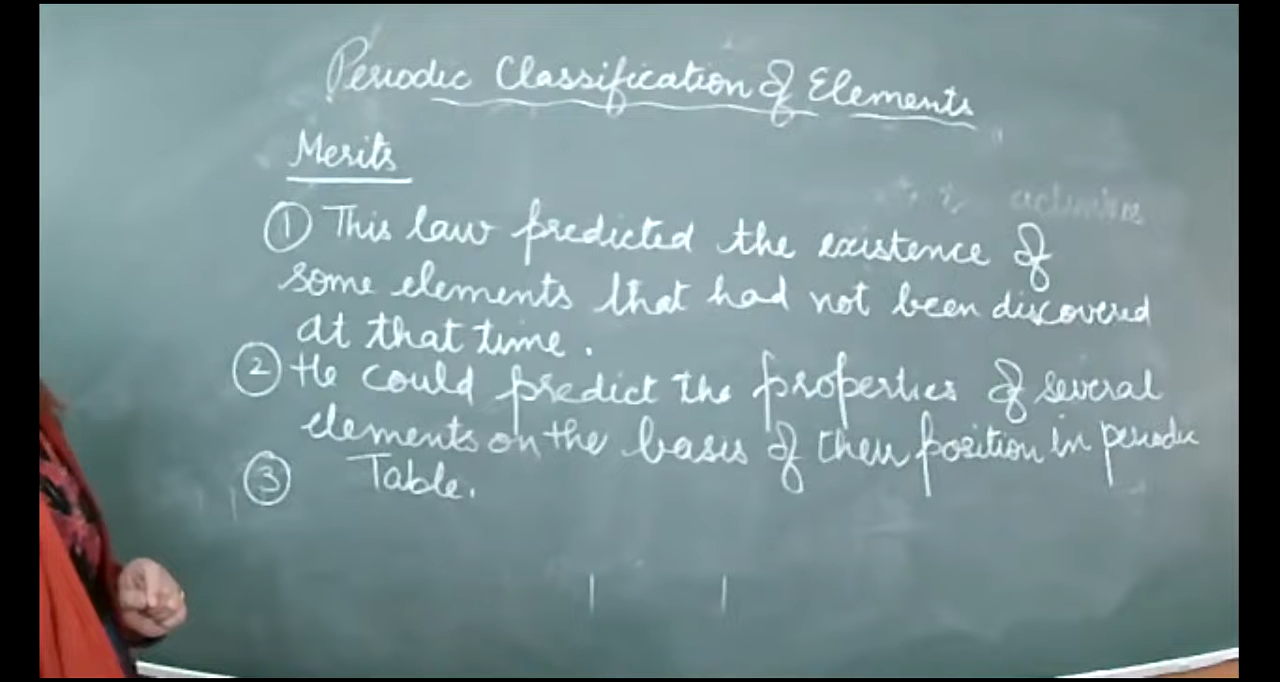 Periodic Classification of Elements
Merits
① This law predicted the existence of
some elements that had not been discovered
at that time.
② He could predict the properties of several
elements on the basis of their position in periodic
③ Table.